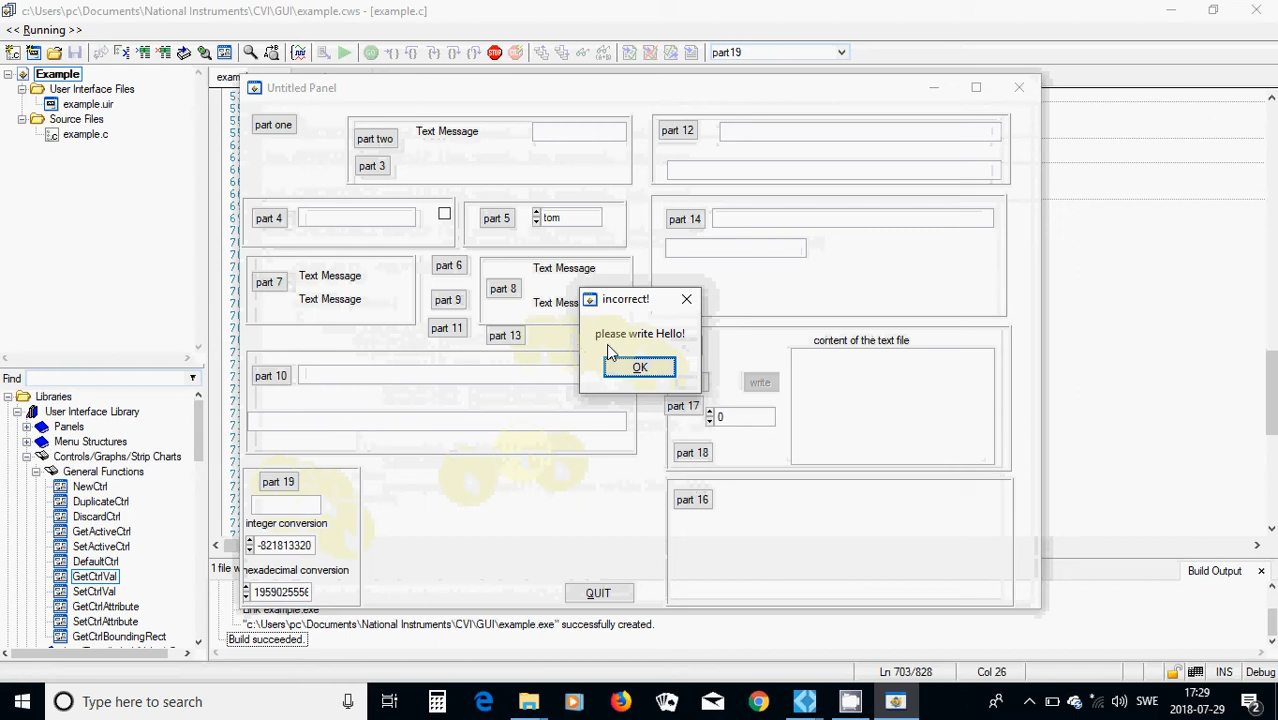 c:\Users\pc\Documents\National Instruments\CVI\GUI\example.cws - [example.c]
<< Running >>
part19
Example
User Interface Files
example.uir
Source Files
example.c
Untitled Panel
part one
part two
Text Message
part 3
part 12
part 4
part 5
tom
part 14
part 7
Text Message
Text Message
part 6
part 9
part 11
part 8
Text Message
part 13
incorrect!
please write Hello!
OK
part 10
content of the text file
write
part 17
0
part 18
part 19
integer conversion
-821813320
hexadecimal conversion
part 16
QUIT
Find
Libraries
User Interface Library
Panels
Menu Structures
Controls/Graphs/Strip Charts
General Functions
NewCtrl
DuplicateCtrl
DiscardCtrl
GetActiveCtrl
SetActiveCtrl
DefaultCtrl
GetCtrlVal
SetCtrlVal
GetCtrlAttribute
SetCtrlAttribute
GetCtrlBoundingRect
Build Output
"c:\Users\pc\Documents\National Instruments\CVI\GUI\example.exe" successfully created.
Build succeeded.
Ln 703/828
Col 26
INS
Debug
Type here to search
SWE
17:29
2018-07-29
2